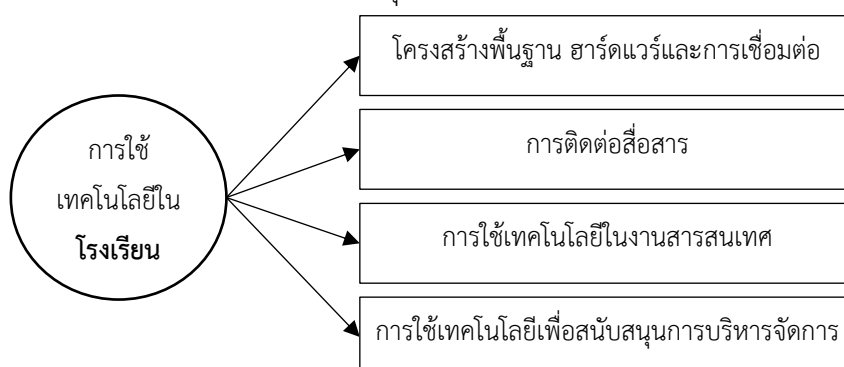 การใช้
เทคโนโลยีใน
โรงเรียน
โครงสร้างพื้นฐาน ฮาร์ดแวร์และการเชื่อมต่อ
การติดต่อสื่อสาร
การใช้เทคโนโลยีในงานสารสนเทศ
การใช้เทคโนโลยีเพื่อสนับสนุนการบริหารจัดการ